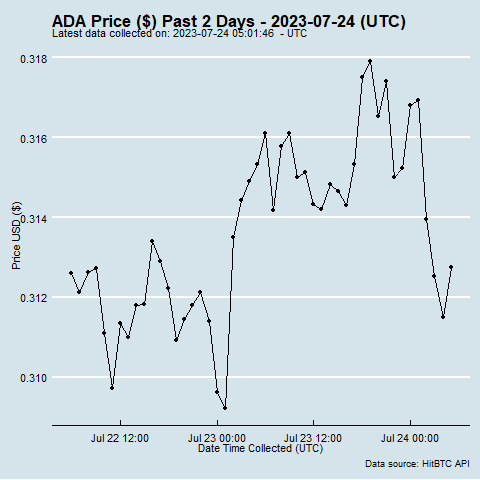 ADA Price ($) Past 2 Days - 2023-07-24 (UTC)
Latest data collected on: 2023-07-24 05:01:46 - UTC
0.318
0.316
0.314
0.312
0.310
Price USD ($)
Jul 22 12:00 Jul 23 00:00 Jul 23 12:00 Jul 24 00:00
Date Time Collected (UTC)
Data source: HitBTC API